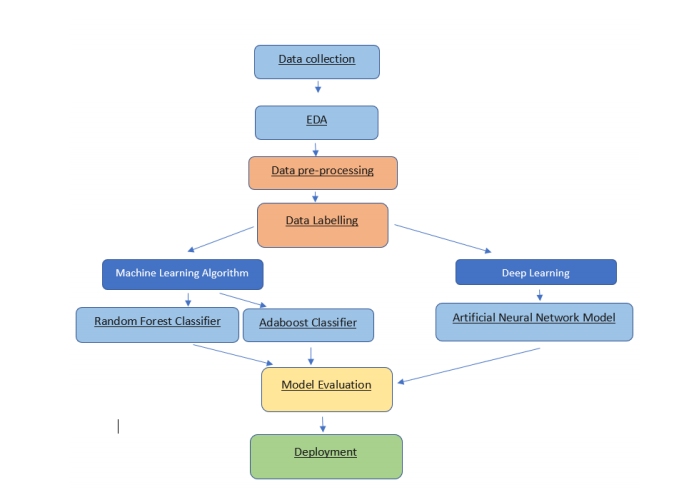 Data collection
EDA
Data pre-processing
Data Labelling
Machine Learning Algorithm
Deep Learning
Random Forest Classifier
Adaboost Classifier
Artificial Neural Network Model
Model Evaluation
Deployment